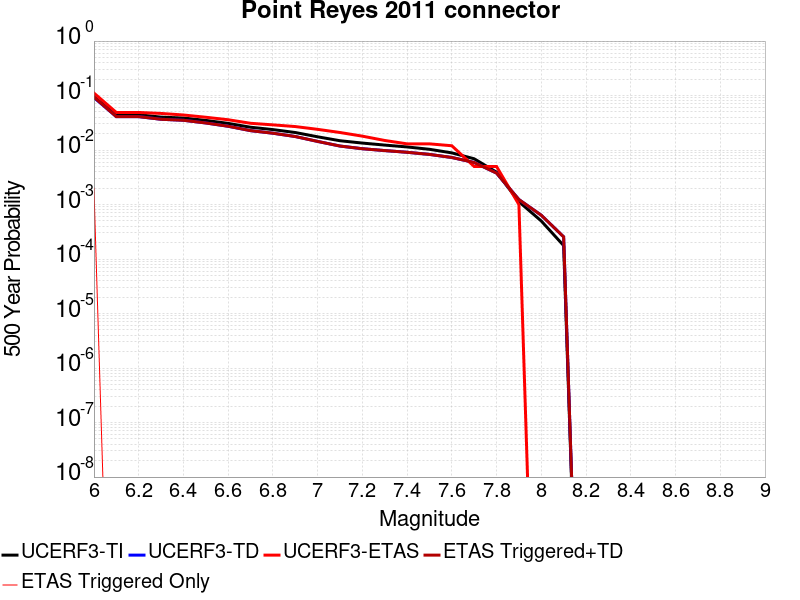 Point Reyes 2011 connector
10^0
10^-1
10^-2
10^-3
10^-4
10^-5
10^-6
10^-7
10^-8
500 Year Probability
6 6.2 6.4 6.6 6.8 7 7.2 7.4 7.6 7.8 8 8.2 8.4 8.6 8.8 9
Magnitude
UCERF3-TI UCERF3-TD UCERF3-ETAS ETAS Triggered+TD
ETAS Triggered Only